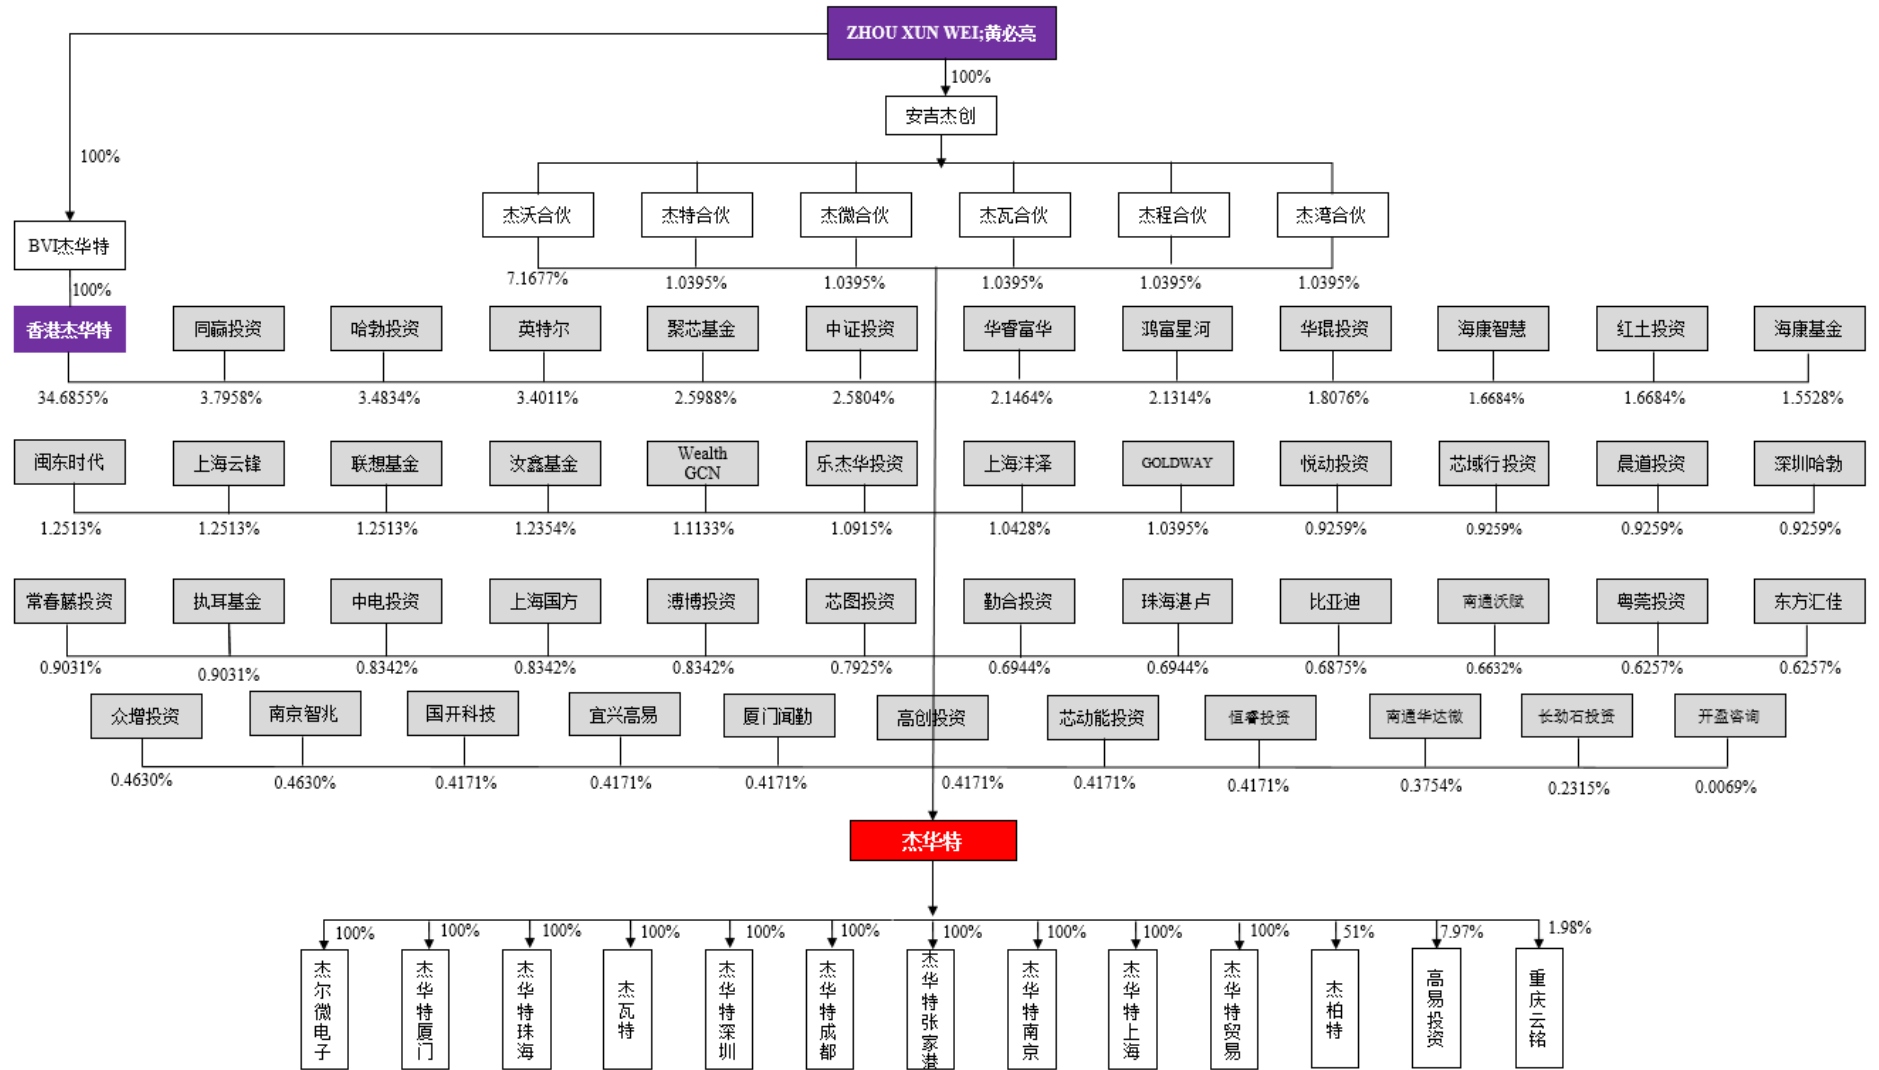 ZHOU XUN WEI;黄必亮
100%
安吉杰创
100%
杰沃合伙
杰特合伙
杰微合伙
杰瓦合伙
杰程合伙
杰湾合伙
BVI杰华特
7.1677%
1.0395%
1.0395%
1.0395%
1.0395%
1.0395%
100%
香港杰华特
同赢投资
哈勃投资
英特尔
聚芯基金
中证投资
华睿富华
鸿富星河
华琨投资
海康智慧
红土投资
海康基金
34.6855%
3.7958%
3.4834%
3.4011%
2.5988%
2.5804%
2.1464%
2.1314%
1.8076%
1.6684%
1.6684%
1.5528%
闽东时代
上海云锋
联想基金
汝鑫基金
Wealth
GCN
乐杰华投资
上海沣泽
GOLDWAY
悦动投资
芯域行投资
晨道投资
深圳哈勃
1.2513%
1.2513%
1.2513%
1.2354%
1.1133%
1.0915%
1.0428%
1.0395%
0.9259%
0.9259%
0.9259%
0.9259%
常春藤投资
执耳基金
中电投资
上海国方
溥博投资
芯图投资
勤合投资
珠海湛卢
比亚迪
南通沃赋
粤莞投资
东方汇佳
0.9031%
0.9031%
0.8342%
0.8342%
0.8342%
0.7925%
0.6944%
0.6944%
0.6875%
0.6632%
0.6257%
0.6257%
众增投资
南京智兆
国开科技
宜兴高易
厦门闻勤
高创投资
芯动能投资
恒睿投资
南通华达微
长劲石投资
开盈咨询
0.4630%
0.4630%
0.4171%
0.4171%
0.4171%
0.4171%
0.4171%
0.4171%
0.3754%
0.2315%
0.0069%
杰华特
100%
100%
100%
100%
100%
100%
100%
100%
100%
100%
51%
7.97%
1.98%
杰尔微电子
杰华特厦门
杰华特珠海
杰瓦特
杰华特深圳
杰华特成都
杰华特张家港
杰华特南京
杰华特上海
杰华特贸易
杰柏特
高易投资
重庆云铭